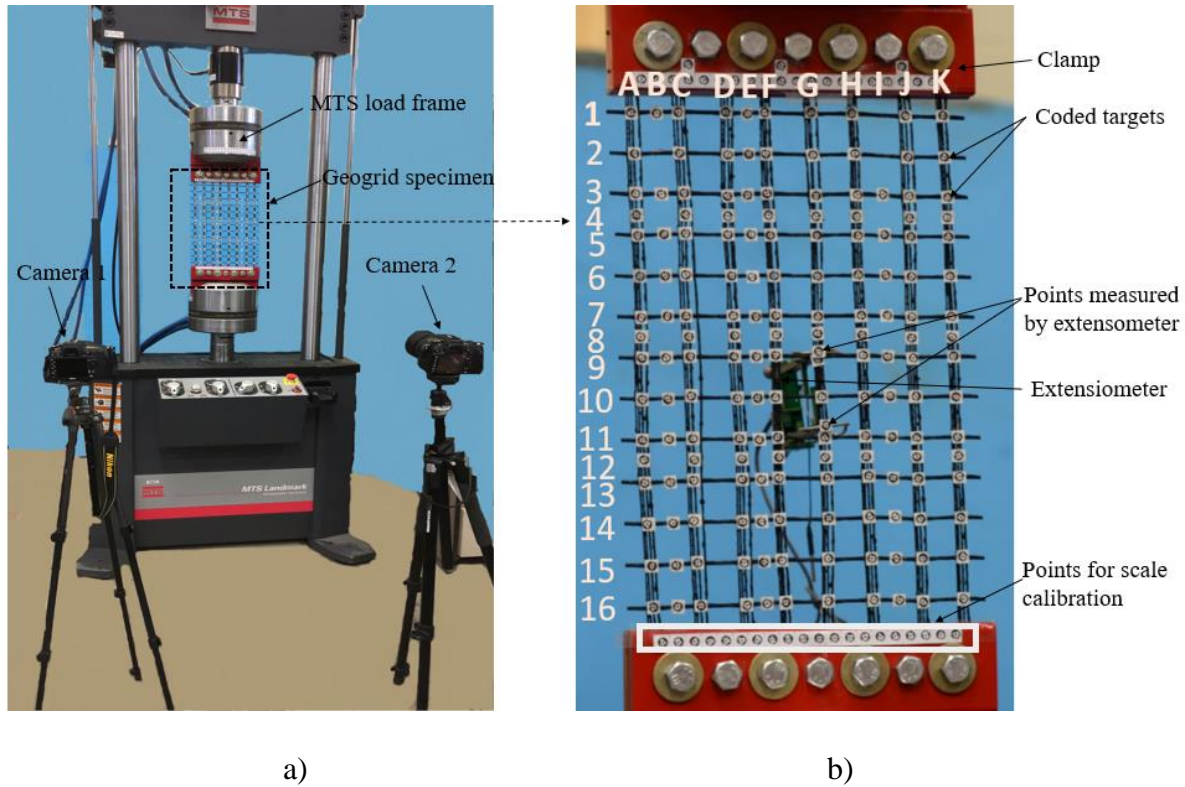 MTS
MTS load frame
Geogrid specimen
Camera 1
Camera 2
Nikon
MTS
MTS Landmark
a)
A B C D E F G H I J K
1
2
3
4
5
6
7
8
9
10
11
12
13
14
15
16
Clamp
Coded targets
Points measured
by extensometer
Extensiometer
Points for scale
calibration
b)